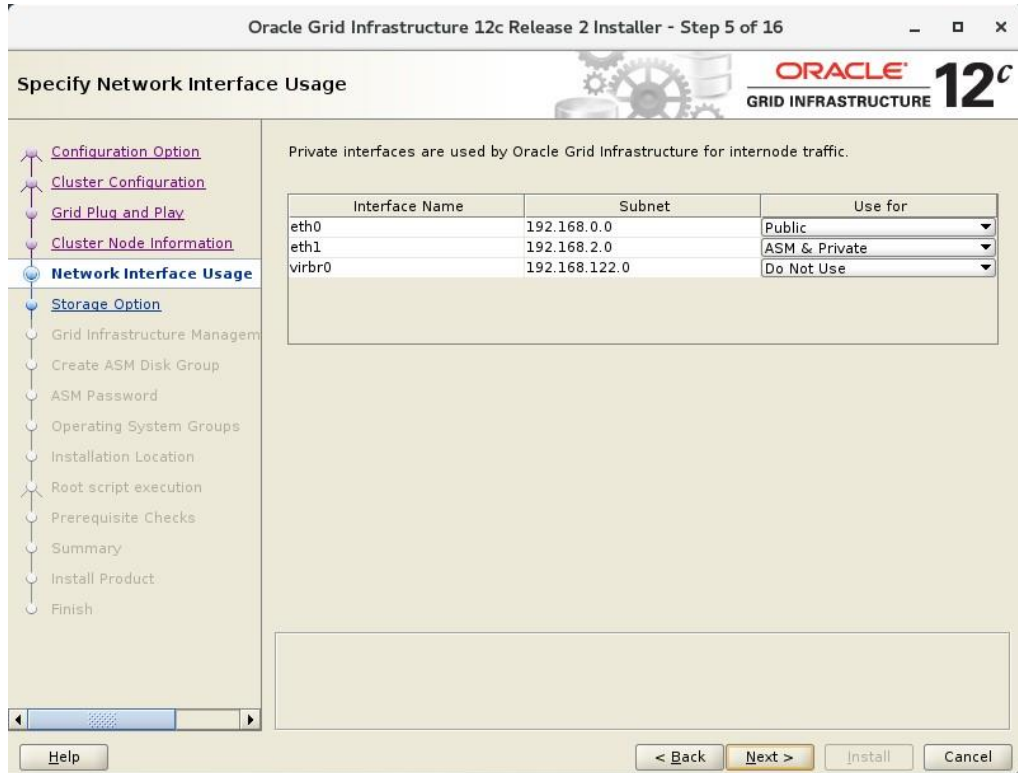 Oracle Grid Infrastructure 12c Release 2 Installer - Step 5 of 16
Specify Network Interface Usage
ORACLE
GRID INFRASTRUCTURE
12c
Configuration Option
Cluster Configuration
Grid Plug and Play
Cluster Node Information
Network Interface Usage
Storage Option
Grid Infrastructure Managem
Create ASM Disk Group
ASM Password
Operating System Groups
Installation Location
Root script execution
Prerequisite Checks
Summary
Install Product
Finish
Private interfaces are used by Oracle Grid Infrastructure for internode traffic.
Interface Name Subnet Use for
eth0 192.168.0.0 Public
eth1 192.168.2.0 ASM & Private
virbr0 192.168.122.0 Do Not Use
Help < Back Next > Install Cancel